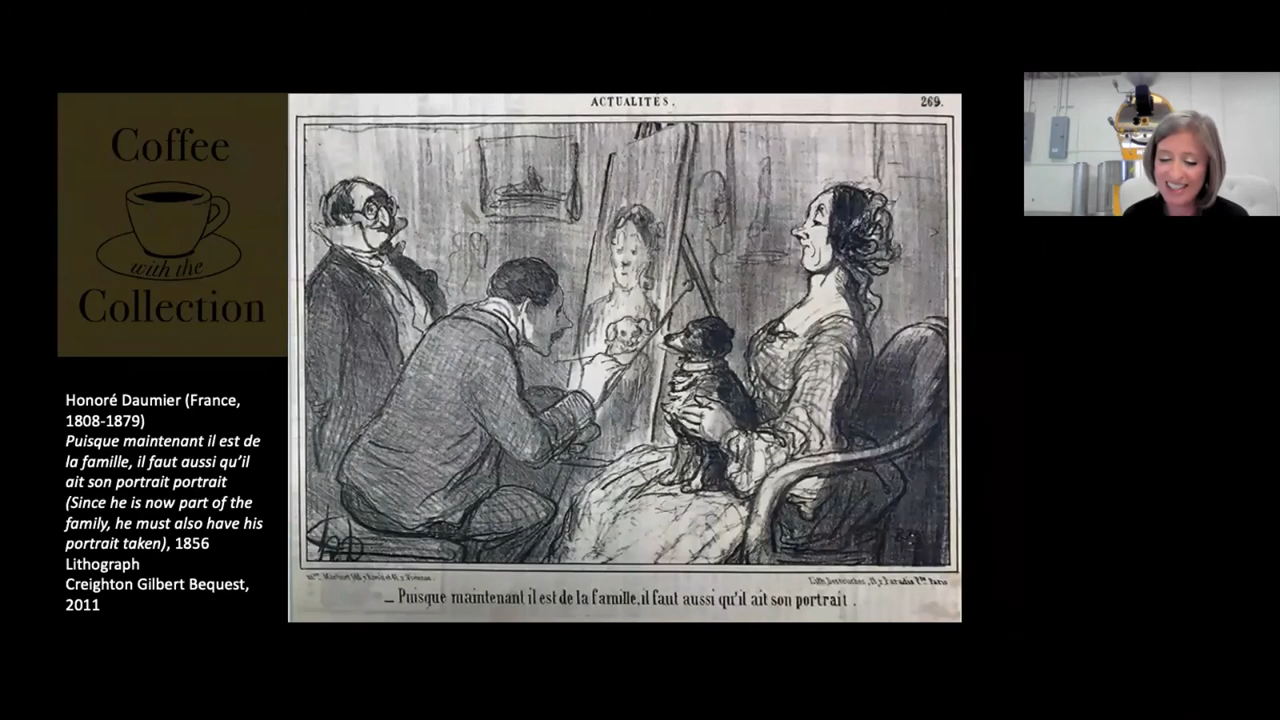 Coffee
with the
Collection
Honoré Daumier (France,
1808-1879)
Puisque maintenant il est de
la famille, il faut aussi qu'il
ait son portrait portrait
(Since he is now part of the
family, he must also have his
portrait taken), 1856
Lithograph
Creighton Gilbert Bequest,
2011
ACTUALITÉS.
269.
Paris
_ Puisque maintenant il est de la famille, il faut aussi qu'il ait son portrait .